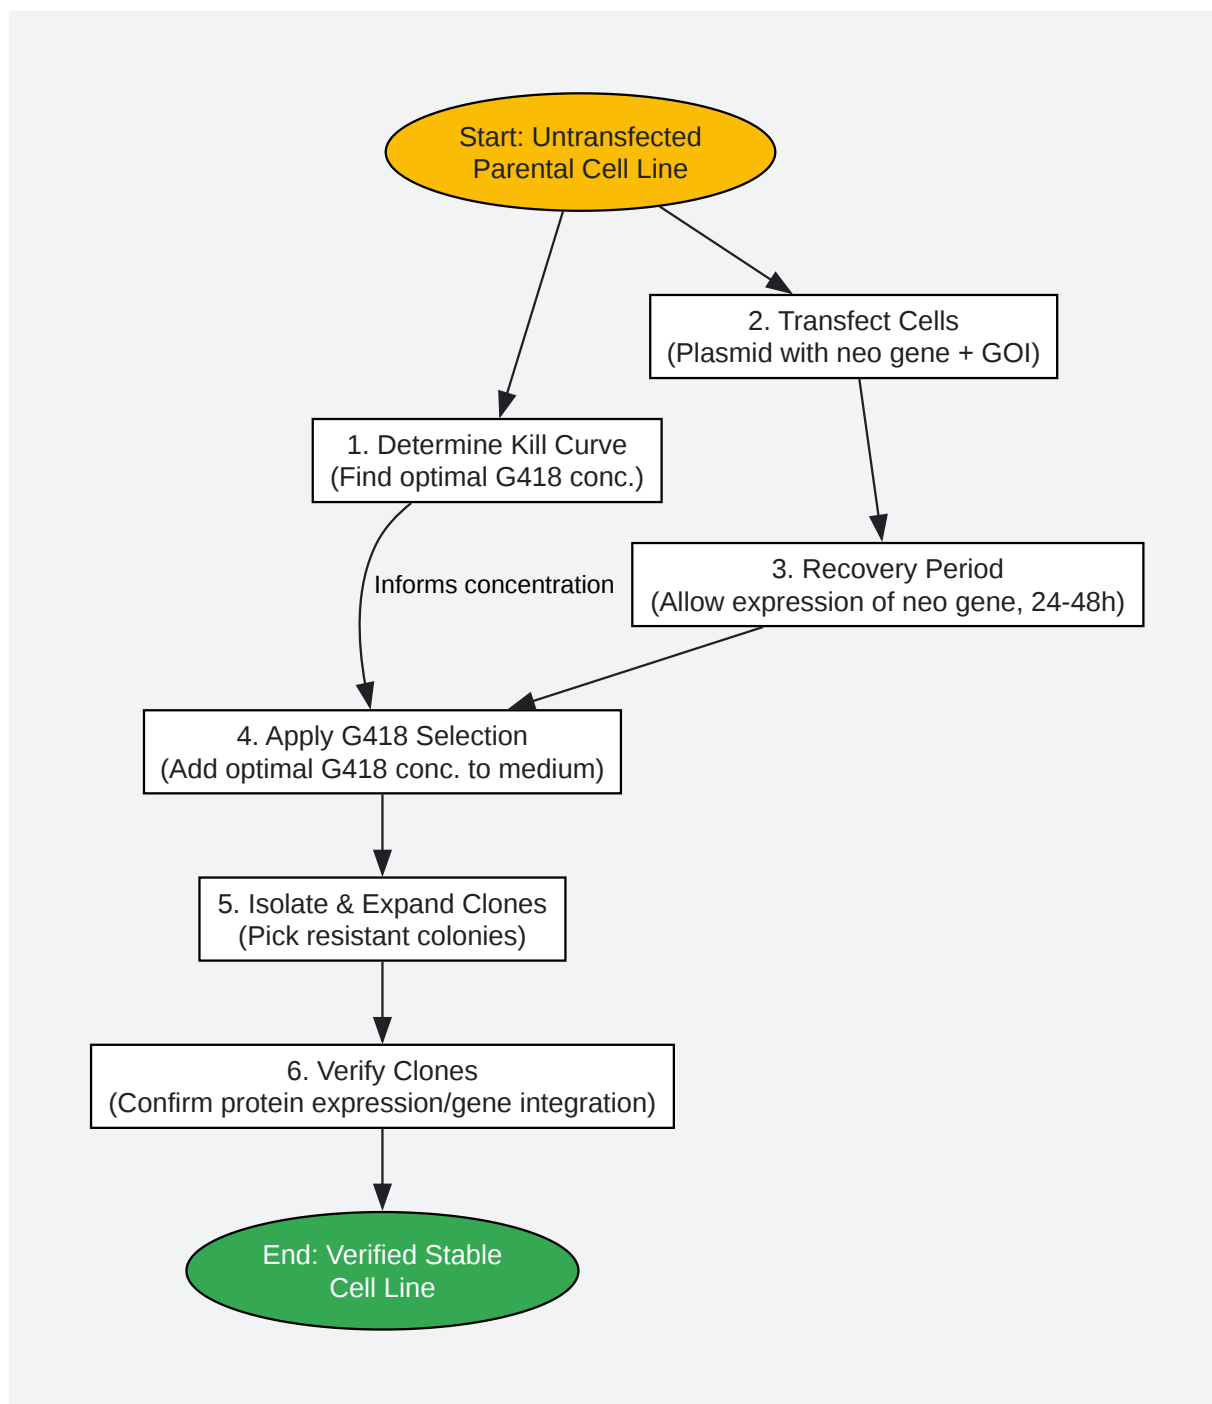 Start: Untransfected
Parental Cell Line
2. Transfect Cells
(Plasmid with neo gene + GOI)
1. Determine Kill Curve
(Find optimal G418 conc.)
Informs concentration
3. Recovery Period
(Allow expression of neo gene, 24-48h)
4. Apply G418 Selection
(Add optimal G418 conc. to medium)
5. Isolate & Expand Clones
(Pick resistant colonies)
6. Verify Clones
(Confirm protein expression/gene integration)
End: Verified Stable
Cell Line